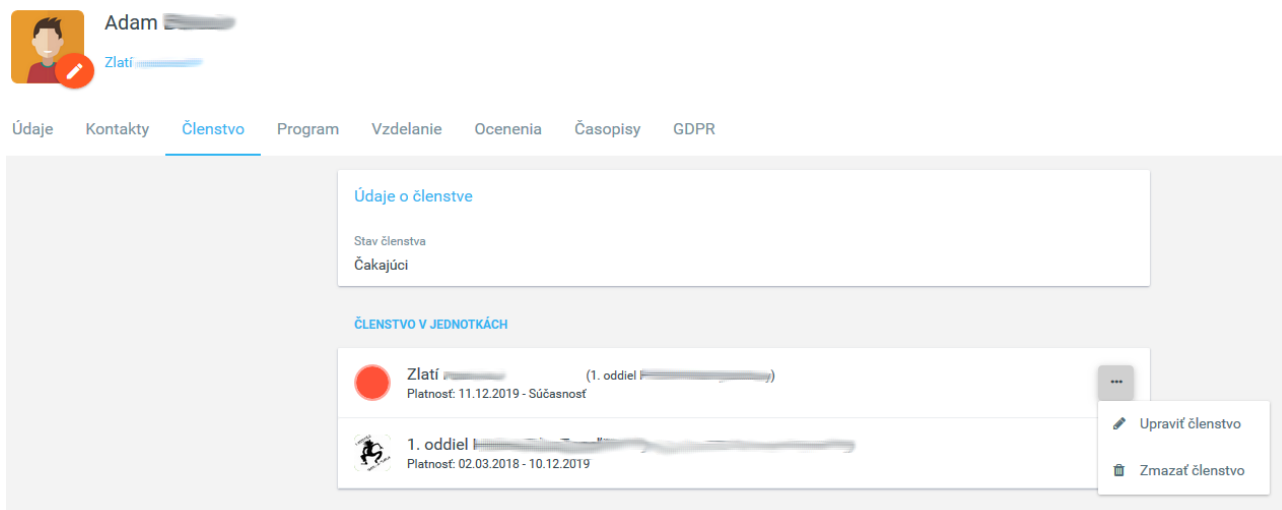 Adam
Zlatí
Údaje Kontakty Členstvo Program Vzdelanie Ocenenia Časopisy GDPR
Údaje o členstve
Stav členstva
Čakajúci
ČLENSTVO V JEDNOTKÁCH
Zlatí (1. oddiel )
Platnosť: 11.12.2019 - Súčasnosť
Upraviť členstvo
1. oddiel
Platnosť: 02.03.2018 - 10.12.2019
Zmazať členstvo